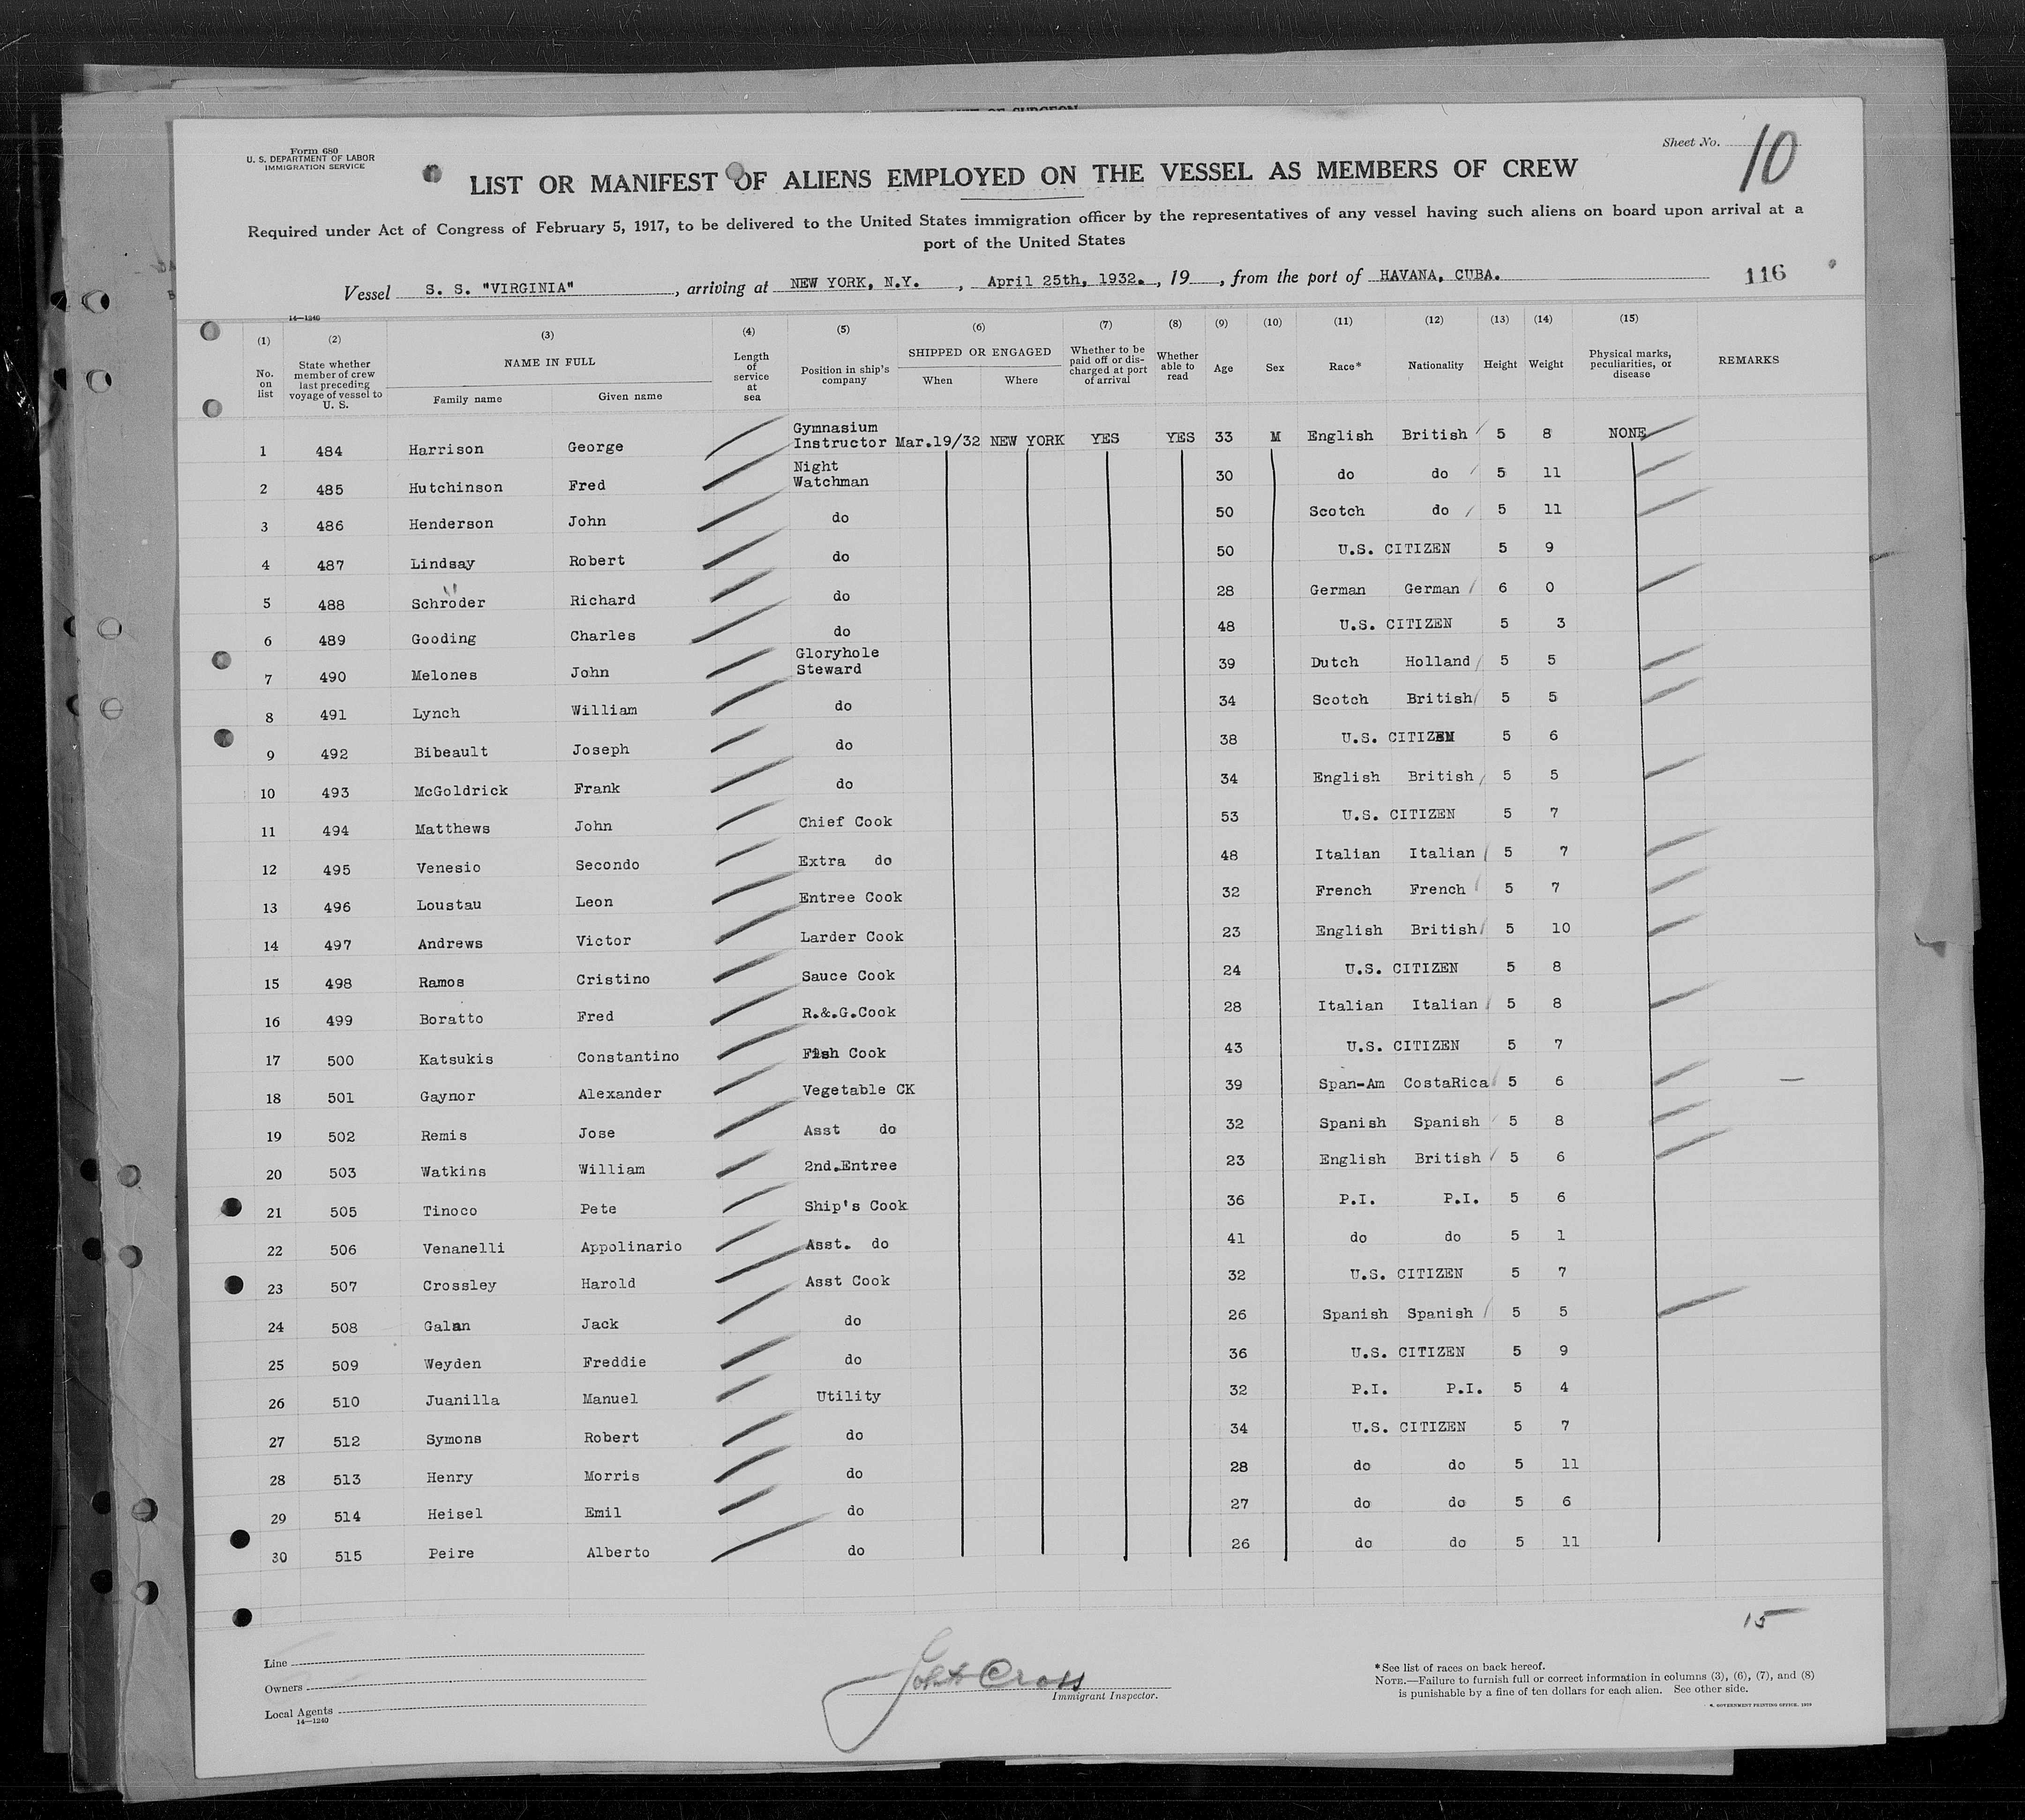 OF SURGEON
Form 680
U. S. DEPARTMENT OF LABOR
IMMIGRATION SERVICE
Sheet No. 10
LIST OR MANIFEST OF ALIENS EMPLOYED ON THE VESSEL AS MEMBERS OF CREW
Required under Act of Congress of February 5, 1917, to be delivered to the United States immigration officer by the representatives of any vessel having such aliens on board upon arrival at a
port of the United States
Vessel S. S. "VIRGINIA", arriving at NEW YORK, N.Y., April 25th, 1932., 19, from the port of HAVANA, CUBA. 116
14—1240
(1) (2) (3) (4) (5) (6) (7) (8) (9) (10) (11) (12) (13) (14) (15)
No. on list
State whether member of crew last preceding voyage of vessel to U. S.
NAME IN FULL
Family name Given name
Length of service at sea
Position in ship's company
SHIPPED OR ENGAGED
When Where
Whether to be paid off or discharged at port of arrival
Whether able to read
Age Sex Race* Nationality Height Weight
Physical marks, peculiarities, or disease
REMARKS
1 484 Harrison George Gymnasium Instructor Mar.19/32 NEW YORK YES YES 33 M English British 5 8 NONE
2 485 Hutchinson Fred Night Watchman 30 do do 5 11
3 486 Henderson John do 50 Scotch do 5 11
4 487 Lindsay Robert do 50 U.S. CITIZEN 5 9
5 488 Schröder Richard do 28 German German 6 0
6 489 Gooding Charles do 48 U.S. CITIZEN 5 3
7 490 Melones John Gloryhole Steward 39 Dutch Holland 5 5
8 491 Lynch William do 34 Scotch British 5 5
9 492 Bibeault Joseph do 38 U.S. CITIZEN 5 6
10 493 McGoldrick Frank do 34 English British 5 5
11 494 Matthews John Chief Cook 53 U.S. CITIZEN 5 7
12 495 Venesio Secondo Extra do 48 Italian Italian 5 7
13 496 Loustau Leon Entree Cook 32 French French 5 7
14 497 Andrews Victor Larder Cook 23 English British 5 10
15 498 Ramos Cristino Sauce Cook 24 U.S. CITIZEN 5 8
16 499 Boratto Fred R.&.G.Cook 28 Italian Italian 5 8
17 500 Katsukis Constantino Fish Cook 43 U.S. CITIZEN 5 7
18 501 Gaynor Alexander Vegetable CK 39 Span-Am CostaRica 5 6 —
19 502 Remis Jose Asst do 32 Spanish Spanish 5 8
20 503 Watkins William 2nd.Entree 23 English British 5 6
21 505 Tinoco Pete Ship's Cook 36 P.I. P.I. 5 6
22 506 Venanelli Appolinario Asst. do 41 do do 5 1
23 507 Crossley Harold Asst Cook 32 U.S. CITIZEN 5 7
24 508 Galan Jack do 26 Spanish Spanish 5 5
25 509 Weyden Freddie do 36 U.S. CITIZEN 5 9
26 510 Juanilla Manuel Utility 32 P.I. P.I. 5 4
27 512 Symons Robert do 34 U.S. CITIZEN 5 7
28 513 Henry Morris do 28 do do 5 11
29 514 Heisel Emil do 27 do do 5 6
30 515 Peire Alberto do 26 do do 5 11
15
Line
Owners
Local Agents
14—1240
Cross
Immigrant Inspector.
*See list of races on back hereof.
NOTE.—Failure to furnish full or correct information in columns (3), (6), (7), and (8)
is punishable by a fine of ten dollars for each alien. See other side.
GOVERNMENT PRINTING OFFICE. 1929